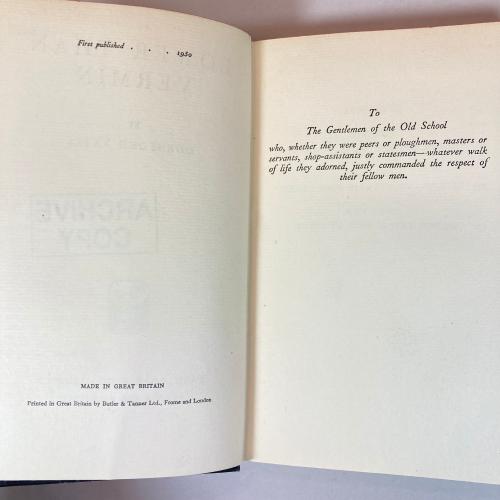 First published . . . 1950
MADE IN GREAT BRITAIN
Printed in Great Britain by Butler & Tanner Ltd., Frome and London
To
The Gentlemen of the Old School
who, whether they were peers or ploughmen, masters or
servants, shop-assistants or statesmen—whatever walk
of life they adorned, justly commanded the respect of
their fellow men.